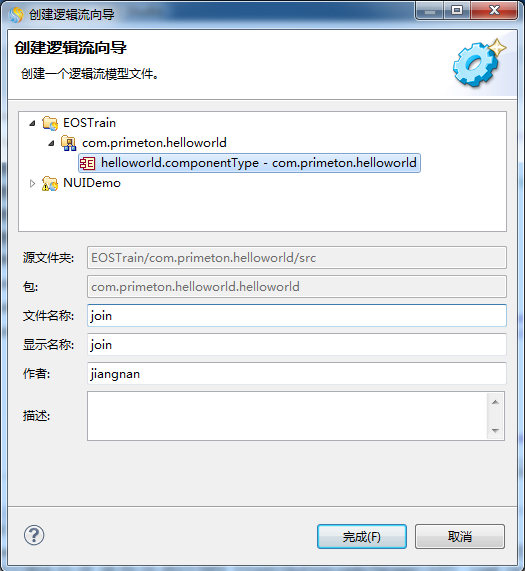 创建逻辑流向导
创建逻辑流向导
创建一个逻辑流模型文件。
EOSTrain
com.primeton.helloworld
helloworld.componentType - com.primeton.helloworld
NUIDemo
源文件夹: EOSTrain/com.primeton.helloworld/src
包: com.primeton.helloworld.helloworld
文件名称: join
显示名称: join
作者: jiangnan
描述:
? 完成(F) 取消